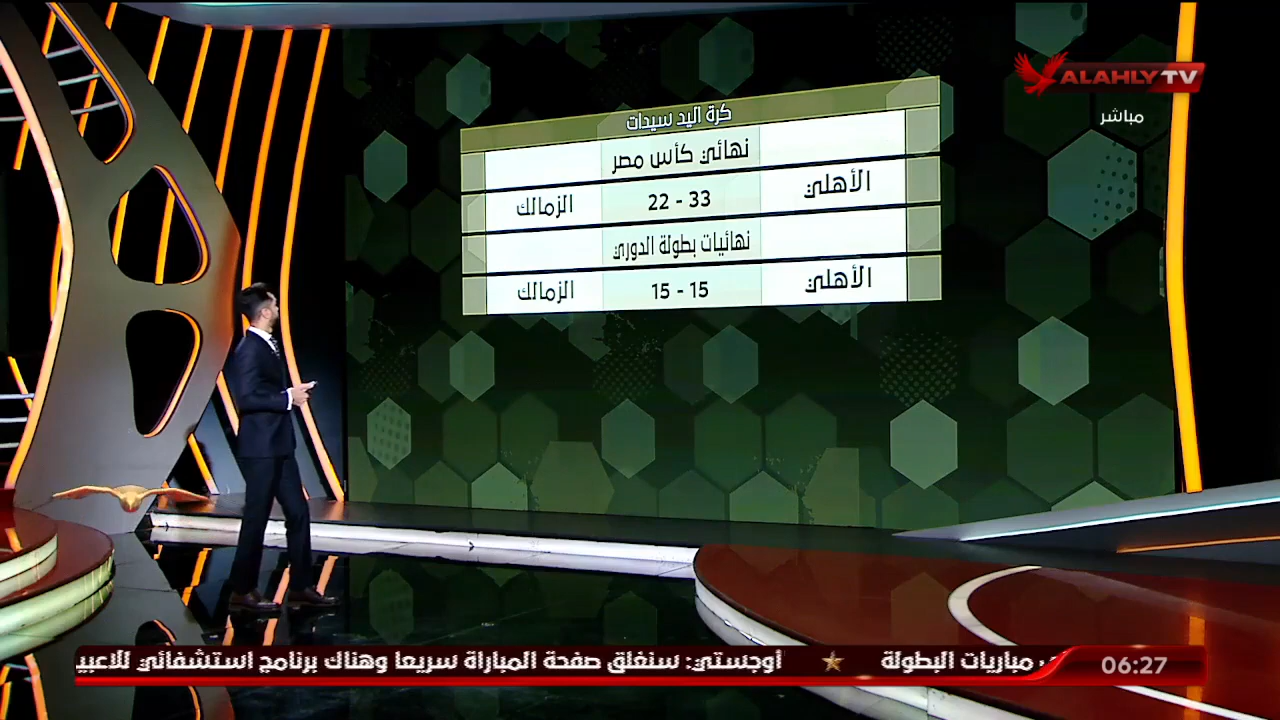 ALAHLY TV
مباشر
كرة اليد سيدات
نهائي كأس مصر
الأهلي 33 - 22 الزمالك
نهائيات بطولة الدوري
الأهلي 15 - 15 الزمالك
مباريات البطولة ★ أوجستي: سنغلق صفحة المباراة سريعا وهناك برنامج استشفائي
06:27